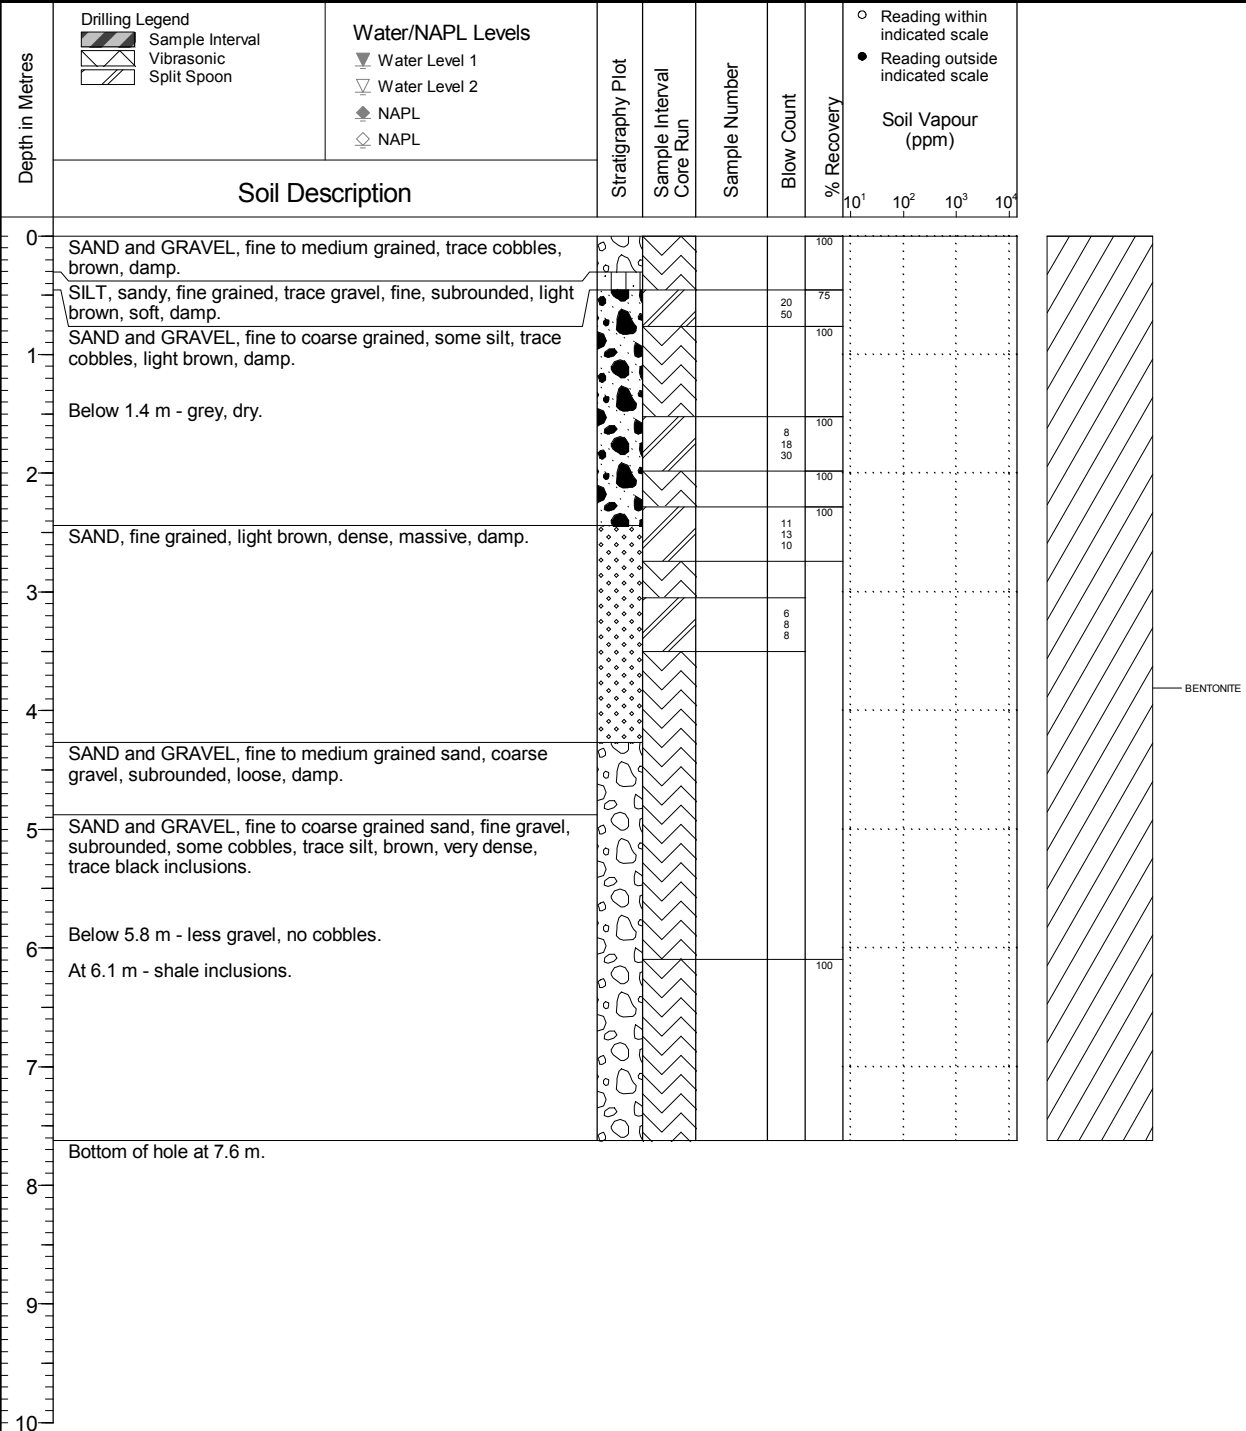 Drilling Legend
Sample Interval
Vibrasonic
Split Spoon
Water/NAPL Levels
Water Level 1
Water Level 2
NAPL
NAPL
Depth in Metres
Soil Description
Stratigraphy Plot
Sample Interval
Core Run
Sample Number
Blow Count
% Recovery
Reading within
indicated scale
Reading outside
indicated scale
Soil Vapour
(ppm)
10¹ 10² 10³ 10⁴
0
SAND and GRAVEL, fine to medium grained, trace cobbles,
brown, damp.
100
SILT, sandy, fine grained, trace gravel, fine, subrounded, light
brown, soft, damp.
20
50
75
SAND and GRAVEL, fine to coarse grained, some silt, trace
cobbles, light brown, damp.
100
1
Below 1.4 m - grey, dry.
8
18
30
100
2
100
11
13
10
100
SAND, fine grained, light brown, dense, massive, damp.
3
6
8
8
BENTONITE
4
SAND and GRAVEL, fine to medium grained sand, coarse
gravel, subrounded, loose, damp.
5
SAND and GRAVEL, fine to coarse grained sand, fine gravel,
subrounded, some cobbles, trace silt, brown, very dense,
trace black inclusions.
Below 5.8 m - less gravel, no cobbles.
6
At 6.1 m - shale inclusions.
100
7
Bottom of hole at 7.6 m.
8
9
10